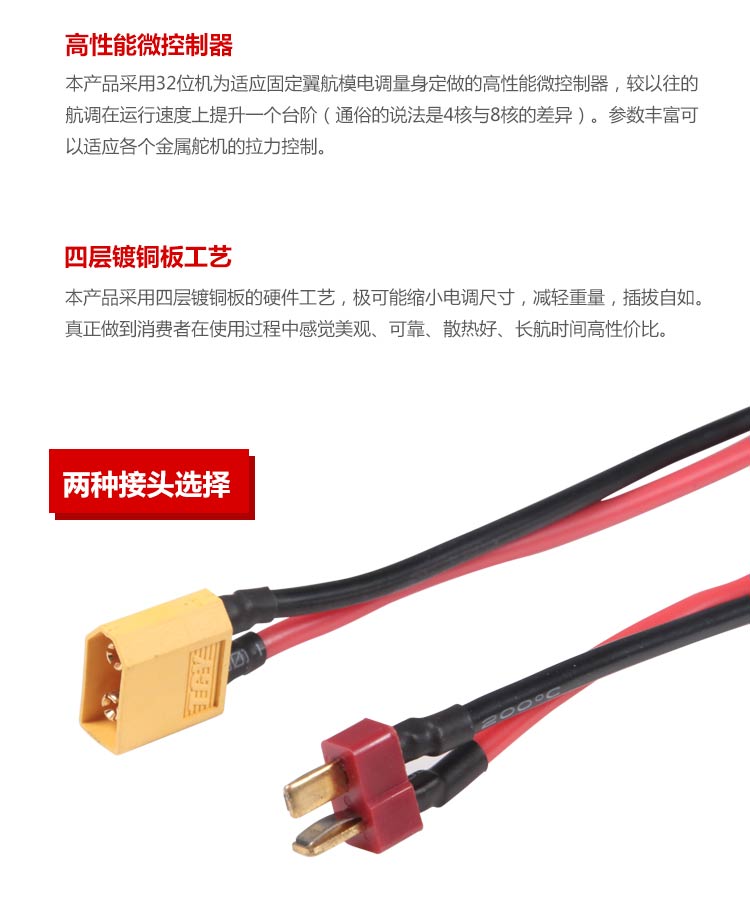 高性能微控制器
本产品采用32位机为适应固定翼航模电调量身定做的高性能微控制器，较以往的
航调在运行速度上提升一个台阶（通俗的说法是4核与8核的差异）。参数丰富可
以适应各个金属舵机的拉力控制。
四层镀铜板工艺
本产品采用四层镀铜板的硬件工艺，极可能缩小电调尺寸，减轻重量，插拔自如。
真正做到消费者在使用过程中感觉美观、可靠、散热好、长航时间高性价比。
两种接头选择
200°C